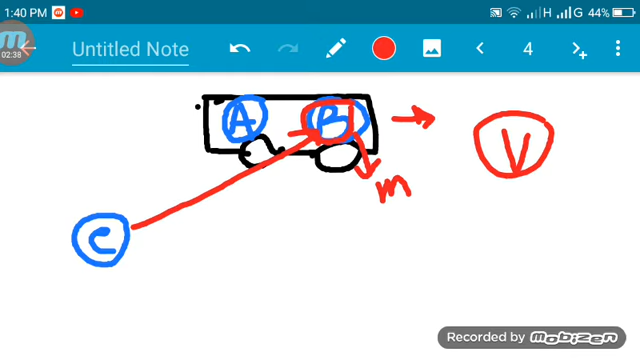 1:40 PM H G 44%
m
02:38
Untitled Note
4
A B
V
m
C
Recorded by mobizen